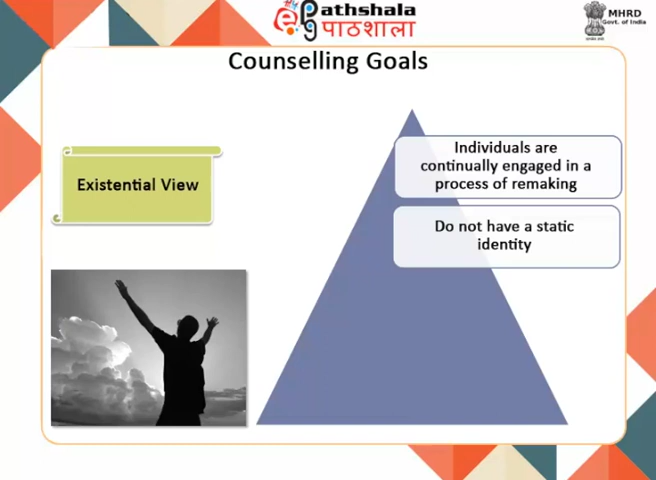 ePathshala
पाठशाला
MHRD
Govt. of India
Counselling Goals
Existential View
Individuals are
continually engaged in a
process of remaking
Do not have a static
identity